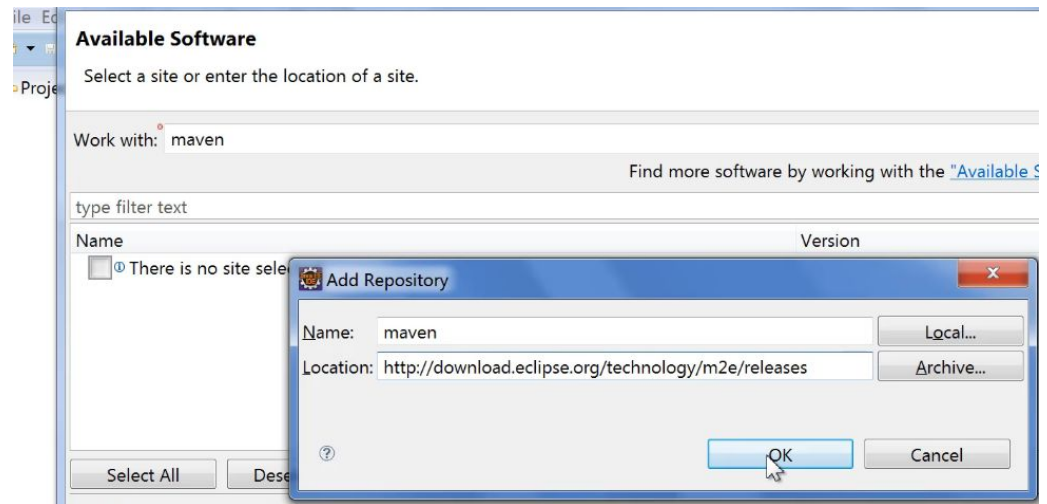 ile Ed
Available Software
Select a site or enter the location of a site.
Proje
Work with: maven
Find more software by working with the "Available S
type filter text
Name Version
There is no site sele
Add Repository
Name: maven Local...
Location: http://download.eclipse.org/technology/m2e/releases Archive...
OK Cancel
Select All Dese